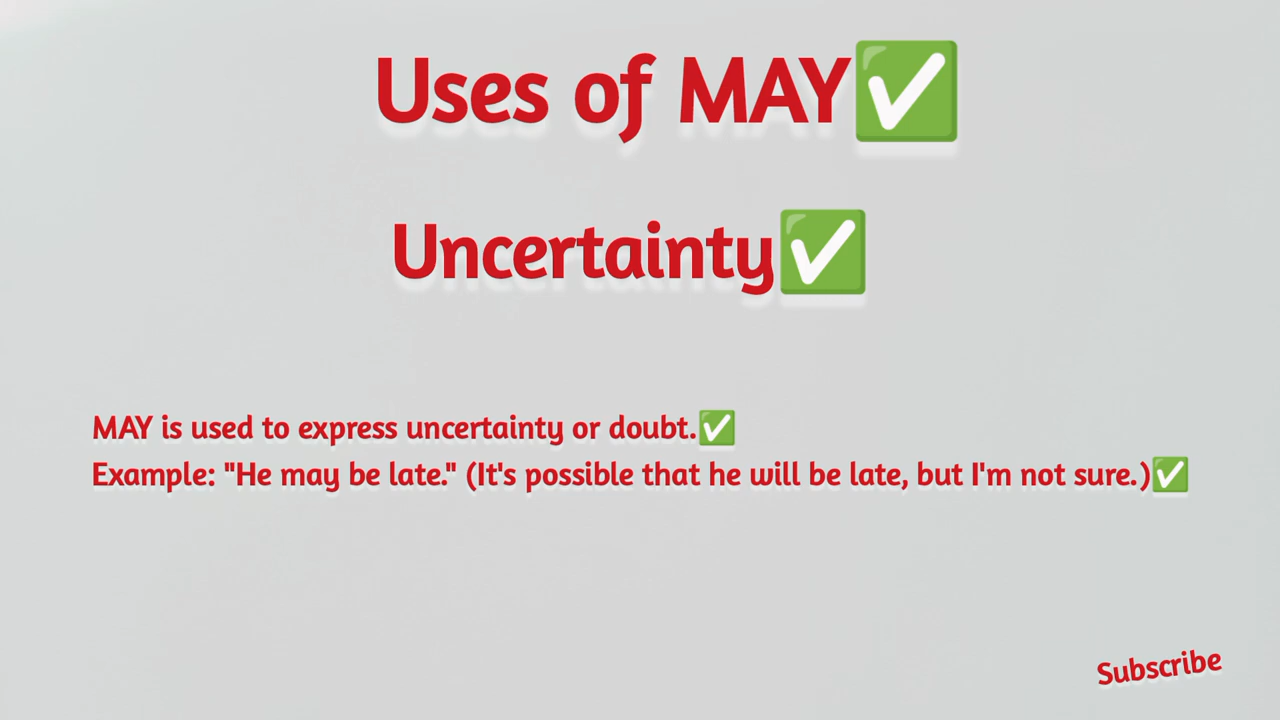 Uses of MAY✅
Uncertainty✅
MAY is used to express uncertainty or doubt.✅
Example: "He may be late." (It's possible that he will be late, but I'm not sure.)✅
Subscribe